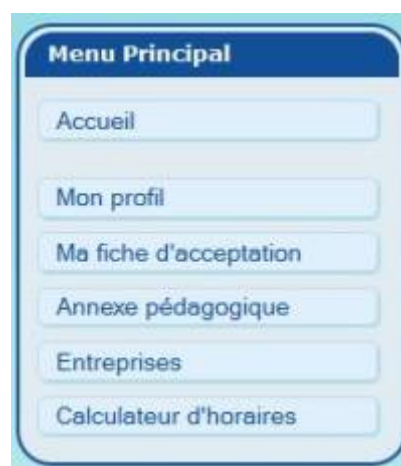 Menu Principal
Accueil
Mon profil
Ma fiche d'acceptation
Annexe pédagogique
Entreprises
Calculateur d'horaires